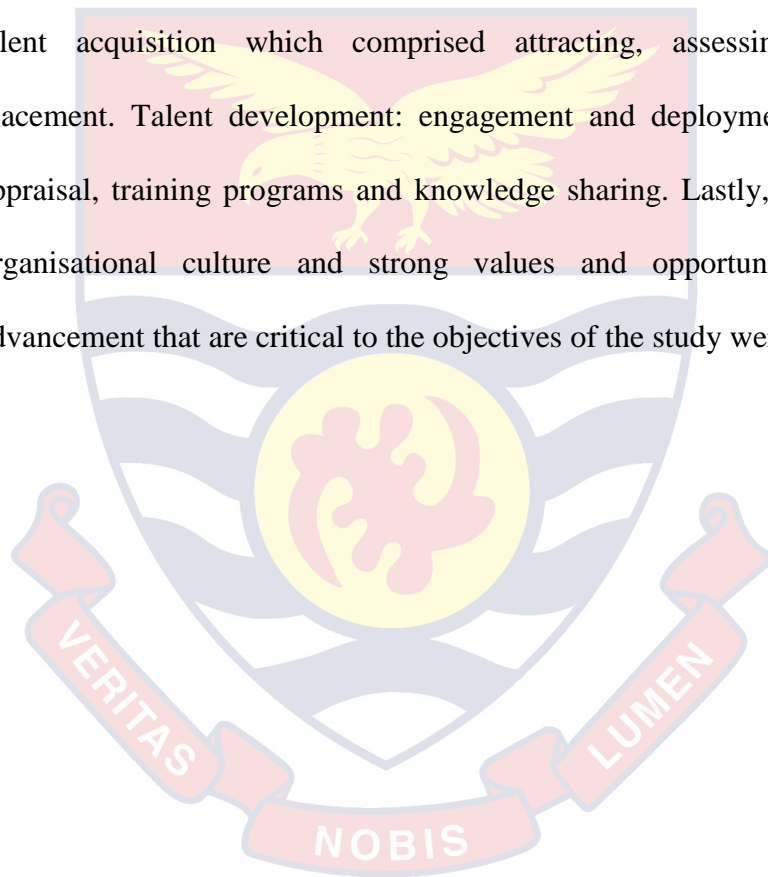 lent acquisition which comprised attracting, assessin
acement. Talent development: engagement and deployme
ppraisal, training programs and knowledge sharing. Lastly,
rganisational culture and strong values and opportun
dvancement that are critical to the objectives of the study wer
VERITAS
NOBIS
LUMEN